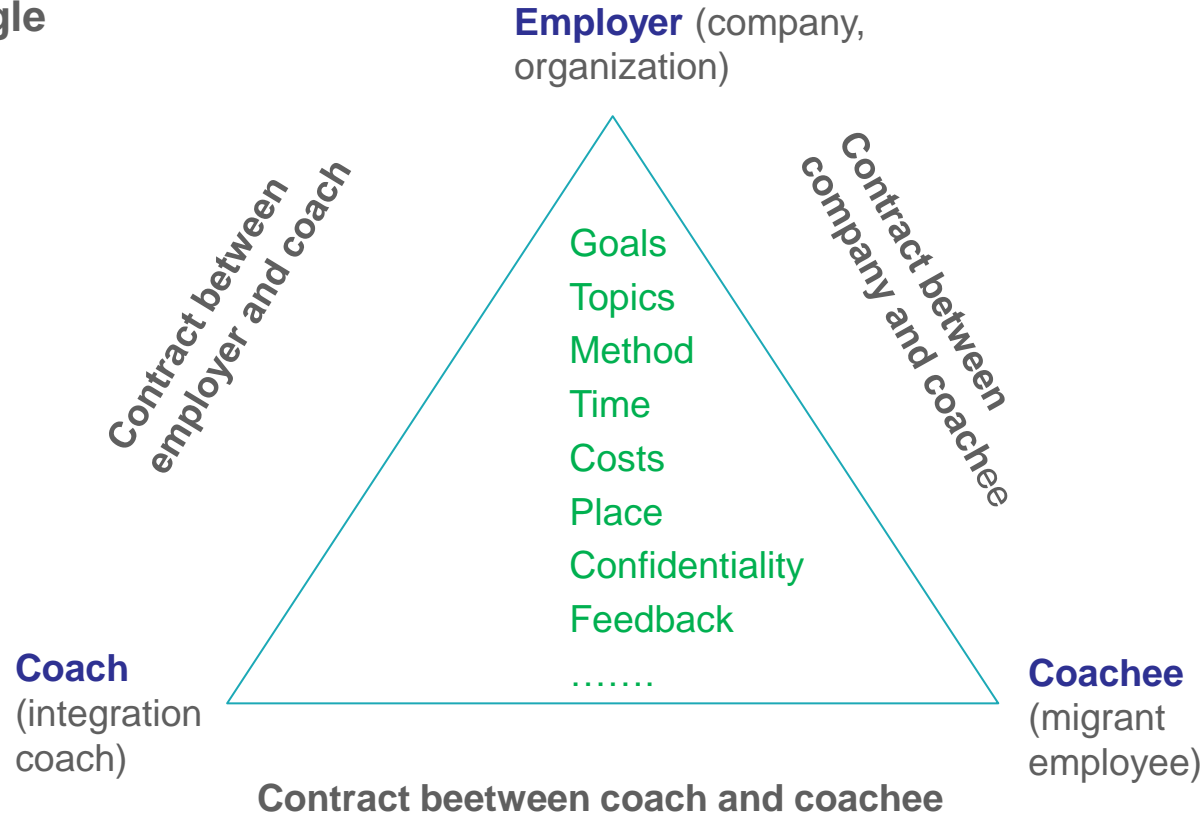 gle
Employer (company,
organization)
Contract between
employer and coach
Contract between
company and coachee
Goals
Topics
Method
Time
Costs
Place
Confidentiality
Feedback
…….
Coach
(integration
coach)
Coachee
(migrant
employee)
Contract beetween coach and coachee